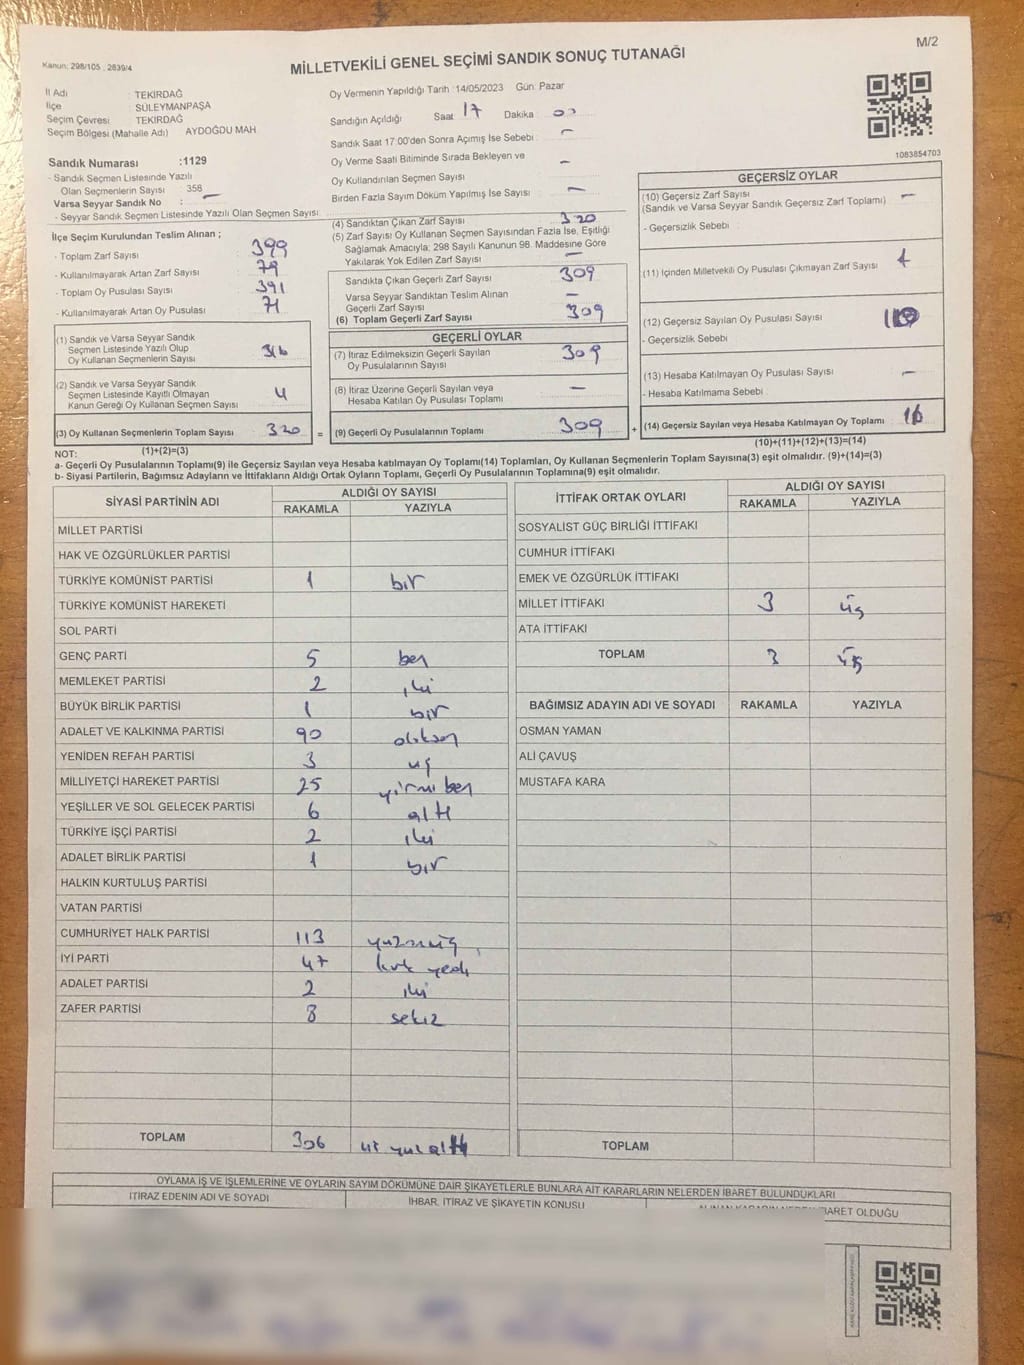 M/2
Kanun: 298/105, 2839/4
MİLLETVEKİLİ GENEL SEÇİMİ SANDIK SONUÇ TUTANAĞI
İl Adı : TEKİRDAĞ
İlçe : SÜLEYMANPAŞA
Seçim Çevresi : TEKİRDAĞ
Seçim Bölgesi (Mahalle Adı) AYDOĞDU MAH
Sandık Numarası :1129
- Sandık Seçmen Listesinde Yazılı
Olan Seçmenlerin Sayısı 358
Varsa Seyyar Sandık No : –
- Seyyar Sandık Seçmen Listesinde Yazılı Olan Seçmen Sayısı:
Oy Vermenin Yapıldığı Tarih :14/05/2023 Gün: Pazar
Sandığın Açıldığı Saat 17 Dakika 00
Sandık Saat 17:00'den Sonra Açımış İse Sebebi : –
Oy Verme Saati Bitiminde Sırada Bekleyen ve
Oy Kullandırılan Seçmen Sayısı : –
Birden Fazla Sayım Döküm Yapılmış İse Sayısı : –
1083854703
İlçe Seçim Kurulundan Teslim Alınan ;
- Toplam Zarf Sayısı : 399
- Kullanılmayarak Artan Zarf Sayısı : 79
- Toplam Oy Pusulası Sayısı : 391
- Kullanılmayarak Artan Oy Pusulası : 71
(1) Sandık ve Varsa Seyyar Sandık
Seçmen Listesinde Yazılı Olup
Oy Kullanan Seçmenlerin Sayısı : 316
(2) Sandık ve Varsa Seyyar Sandık
Seçmen Listesinde Kayıtlı Olmayan
Kanun Gereği Oy Kullanan Seçmen Sayısı : 4
(3) Oy Kullanan Seçmenlerin Toplam Sayısı : 320
(1)+(2)=(3)
(4) Sandıktan Çıkan Zarf Sayısı : 320
(5) Zarf Sayısı Oy Kullanan Seçmen Sayısından Fazla İse, Eşitliği
Sağlamak Amacıyla; 298 Sayılı Kanunun 98. Maddesine Göre
Yakılarak Yok Edilen Zarf Sayısı : –
Sandıkta Çıkan Geçerli Zarf Sayısı : 309
Varsa Seyyar Sandıktan Teslim Alınan
Geçerli Zarf Sayısı : –
(6) Toplam Geçerli Zarf Sayısı : 309
GEÇERLİ OYLAR
(7) İtiraz Edilmeksizin Geçerli Sayılan
Oy Pusulalarının Sayısı : 309
(8) İtiraz Üzerine Geçerli Sayılan veya
Hesaba Katılan Oy Pusulası Toplamı : –
= (9) Geçerli Oy Pusulalarının Toplamı : 309
GEÇERSİZ OYLAR
(10) Geçersiz Zarf Sayısı
(Sandık ve Varsa Seyyar Sandık Geçersiz Zarf Toplamı) : –
- Geçersizlik Sebebi :
(11) İçinden Milletvekili Oy Pusulası Çıkmayan Zarf Sayısı :
(12) Geçersiz Sayılan Oy Pusulası Sayısı :
- Geçersizlik Sebebi :
(13) Hesaba Katılmayan Oy Pusulası Sayısı : –
- Hesaba Katılmama Sebebi :
+ (14) Geçersiz Sayılan veya Hesaba Katılmayan Oy Toplamı :
(10)+(11)+(12)+(13)=(14)
NOT:
a- Geçerli Oy Pusulalarının Toplamı(9) ile Geçersiz Sayılan veya Hesaba katılmayan Oy Toplamı(14) Toplamları, Oy Kullanan Seçmenlerin Toplam Sayısına(3) eşit olmalıdır. (9)+(14)=(3)
b- Siyasi Partilerin, Bağımsız Adayların ve İttifakların Aldığı Ortak Oyların Toplamı, Geçerli Oy Pusulalarının Toplamına(9) eşit olmalıdır.
SİYASİ PARTİNİN ADI ALDIĞI OY SAYISI
RAKAMLA YAZIYLA
MİLLET PARTİSİ
HAK VE ÖZGÜRLÜKLER PARTİSİ
TÜRKİYE KOMÜNİST PARTİSİ 1 bir
TÜRKİYE KOMÜNİST HAREKETİ
SOL PARTİ
GENÇ PARTİ 5 beş
MEMLEKET PARTİSİ 2 iki
BÜYÜK BİRLİK PARTİSİ 1 bir
ADALET VE KALKINMA PARTİSİ 90 doksan
YENİDEN REFAH PARTİSİ 3 üç
MİLLİYETÇİ HAREKET PARTİSİ 25 yirmi beş
YEŞİLLER VE SOL GELECEK PARTİSİ 6 altı
TÜRKİYE İŞÇİ PARTİSİ 2 iki
ADALET BİRLİK PARTİSİ 1 bir
HALKIN KURTULUŞ PARTİSİ
VATAN PARTİSİ
CUMHURİYET HALK PARTİSİ 113
İYİ PARTİ 47 kırk yedi
ADALET PARTİSİ 2 iki
ZAFER PARTİSİ 8 sekiz
TOPLAM 306 üç yüz altı
İTTİFAK ORTAK OYLARI ALDIĞI OY SAYISI
RAKAMLA YAZIYLA
SOSYALİST GÜÇ BİRLİĞİ İTTİFAKI
CUMHUR İTTİFAKI
EMEK VE ÖZGÜRLÜK İTTİFAKI
MİLLET İTTİFAKI 3 üç
ATA İTTİFAKI
TOPLAM 3 üç
BAĞIMSIZ ADAYIN ADI VE SOYADI RAKAMLA YAZIYLA
OSMAN YAMAN
ALİ ÇAVUŞ
MUSTAFA KARA
TOPLAM
OYLAMA İŞ VE İŞLEMLERİNE VE OYLARIN SAYIM DÖKÜMÜNE DAİR ŞİKAYETLERLE BUNLARA AİT KARARLARIN NELERDEN İBARET BULUNDUKLARI
İTİRAZ EDENİN ADI VE SOYADI İHBAR, İTİRAZ VE ŞİKAYETİN KONUSU OLDUĞU